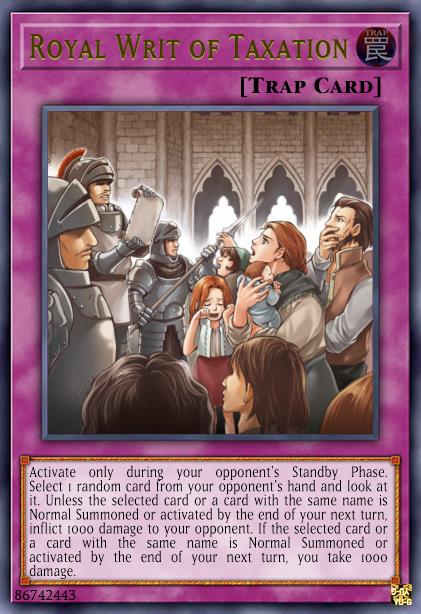 Royal Writ of Taxation
TRAP
罠
[Trap Card]
Activate only during your opponent's Standby Phase.
Select 1 random card from your opponent's hand and look at
it. Unless the selected card or a card with the same name is
Normal Summoned or activated by the end of your next turn,
inflict 1000 damage to your opponent. If the selected card or
a card with the same name is Normal Summoned or
activated by the end of your next turn, you take 1000
damage.
86742443